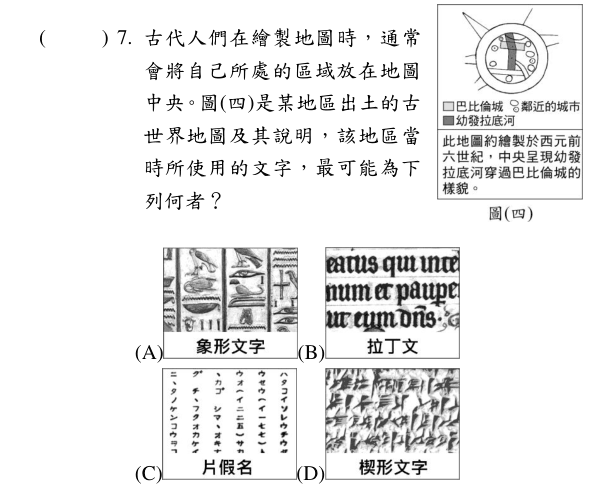 (　　) 7. 古代人們在繪製地圖時，通常
會將自己所處的區域放在地圖
中央。圖(四)是某地區出土的古
世界地圖及其說明，該地區當
時所使用的文字，最可能為下
列何者？
巴比倫城 鄰近的城市
幼發拉底河
此地圖約繪製於西元前
六世紀，中央呈現幼發
拉底河穿過巴比倫城的
樣貌。
圖(四)
(A) 象形文字
eatus qui inte
num et paupe
ut eum dñs.
(B) 拉丁文
(C) 片假名
(D) 楔形文字